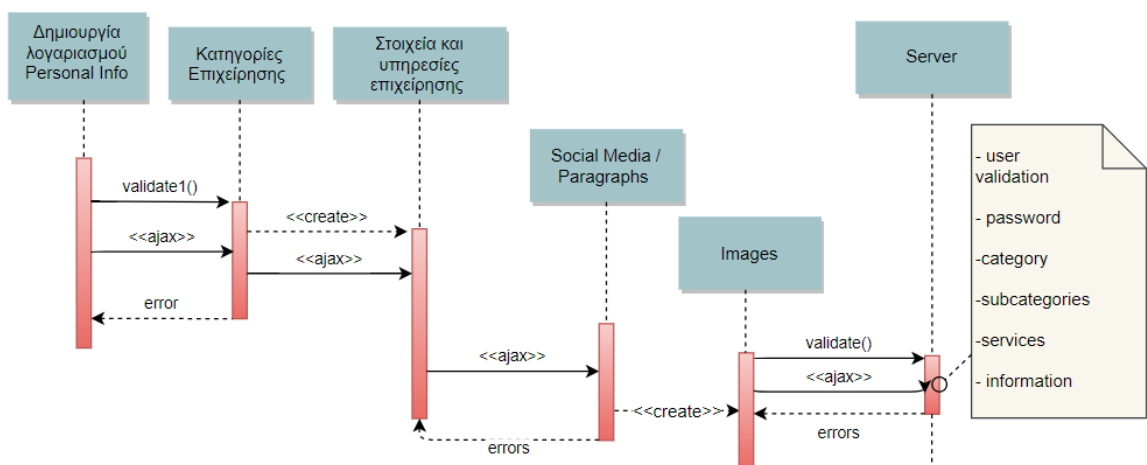 Δημιουργία
λογαριασμού
Personal Info
Κατηγορίες
Επιχείρησης
Στοιχεία και
υπηρεσίες
επιχείρησης
Server
Social Media /
Paragraphs
Images
validate1()
<<create>>
<<ajax>>
<<ajax>>
error
<<ajax>>
<<create>>
errors
validate()
<<ajax>>
errors
- user
validation
- password
-category
-subcategories
-services
- information